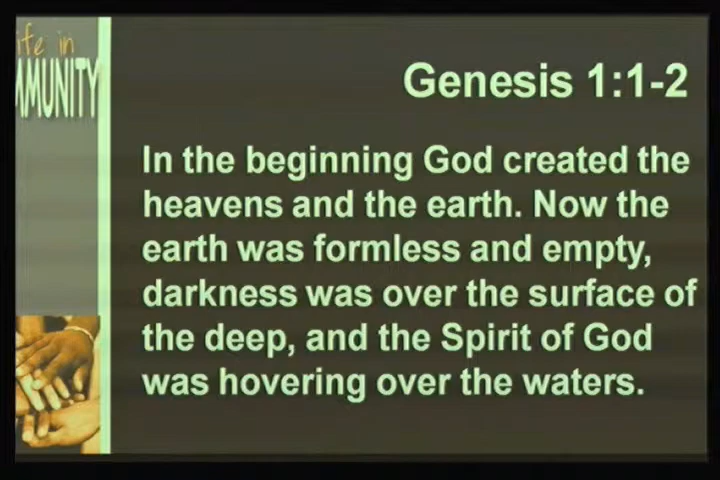 ife in
MMUNITY
Genesis 1:1-2
In the beginning God created the
heavens and the earth. Now the
earth was formless and empty,
darkness was over the surface of
the deep, and the Spirit of God
was hovering over the waters.